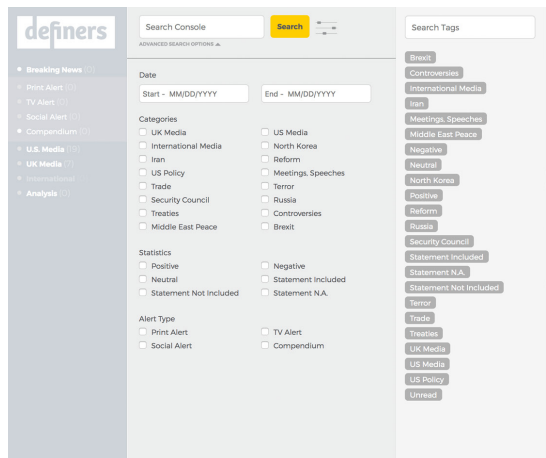 definers
Breaking News (0)
Print Alert (0)
TV Alert (0)
Social Alert (0)
Compendium (0)
U.S. Media
UK Media
International
Analysis (0)
Search Console
Search
ADVANCED SEARCH OPTIONS
Date
Start - MM/DD/YYYY
End - MM/DD/YYYY
Categories
UK Media
US Media
International Media
North Korea
Iran
Reform
US Policy
Meetings, Speeches
Trade
Terror
Security Council
Russia
Treaties
Controversies
Middle East Peace
Brexit
Statistics
Positive
Negative
Neutral
Statement Included
Statement Not Included
Statement N.A.
Alert Type
Print Alert
TV Alert
Social Alert
Compendium
Search Tags
Brexit
Controversies
International Media
Iran
Meetings, Speeches
Middle East Peace
Negative
Neutral
North Korea
Positive
Reform
Russia
Security Council
Statement Included
Statement N.A.
Statement Not Included
Terror
Trade
Treaties
UK Media
US Media
US Policy
Unread